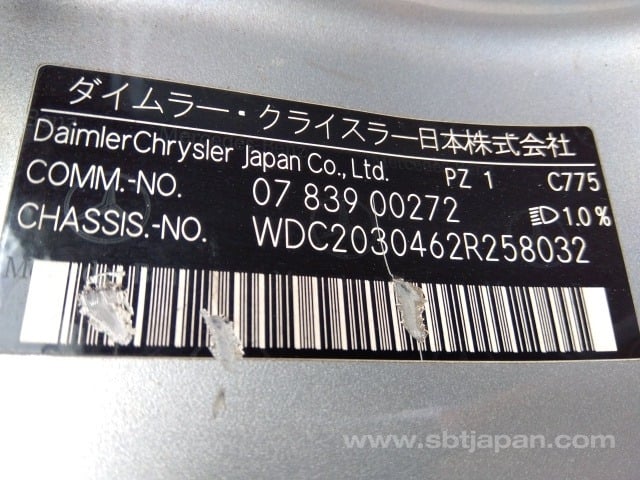 ダイムラー・クライスラー日本株式会社
DaimlerChrysler Japan Co., Ltd. PZ 1 C775
COMM.-NO. 07 839 00272 1.0%
CHASSIS.-NO. WDC2030462R258032
www.sbtjapan.com